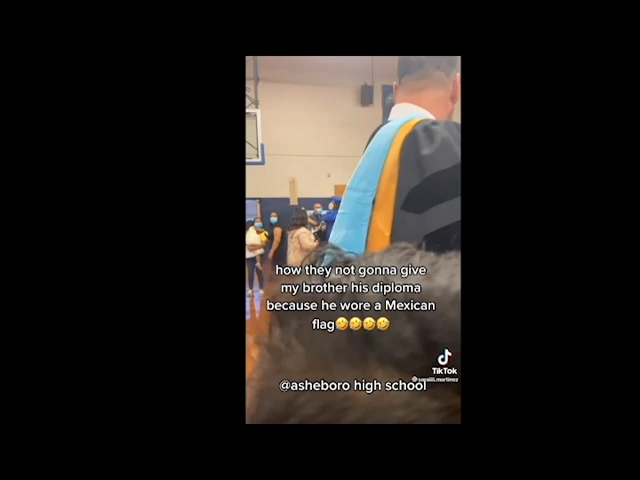 how they not gonna give
my brother his diploma
because he wore a Mexican
flag🤣🤣🤣🤣
TikTok
@asheboro high school